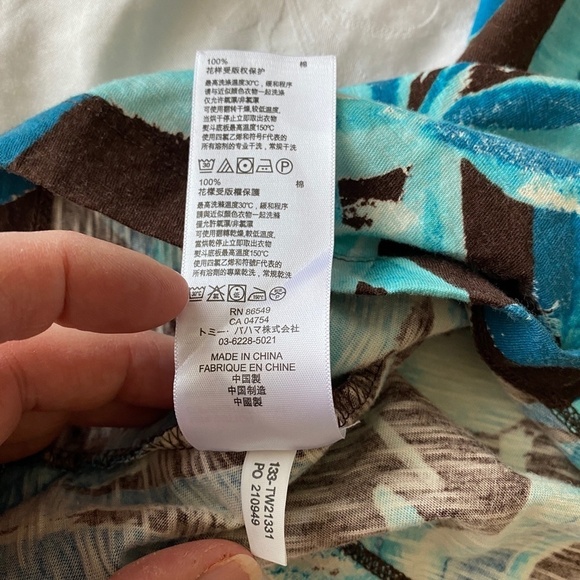 100% 棉
花样受版权保护
最高洗涤温度30℃，缓和程序
请与近似颜色衣物一起洗涤
仅允许氧漂/非氯漂
可使用翻转干燥，较低温度，
当烘干停止立即取出衣物
熨斗底板最高温度150℃
使用四氯乙烯和符号F代表的
所有溶剂的专业干洗，常规干洗
100% 棉
花樣受版權保護
最高洗滌溫度30℃，緩和程序
請與近似顏色衣物一起洗滌
僅允許氧漂/非氯漂
可使用翻轉乾燥，較低溫度，
當烘乾停止立即取出衣物
熨斗底板最高溫度150℃
使用四氯乙烯和符號F代表的
所有溶劑的專業乾洗，常規乾洗
RN 86549
CA 04754
トミー・バハマ株式会社
03-6228-5021
MADE IN CHINA
FABRIQUE EN CHINE
中国製
中国制造
中國製
133-TW21331
PO 210949